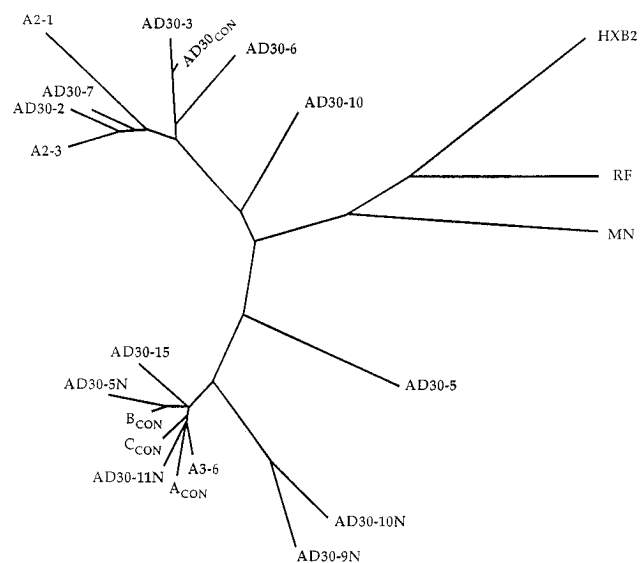 A2-1
AD30-3
AD30CON
AD30-6
HXB2
AD30-7
AD30-2
AD30-10
A2-3
RF
MN
AD30-15
AD30-5N
AD30-5
BCON
CCON
A3-6
AD30-11N
ACON
AD30-10N
AD30-9N